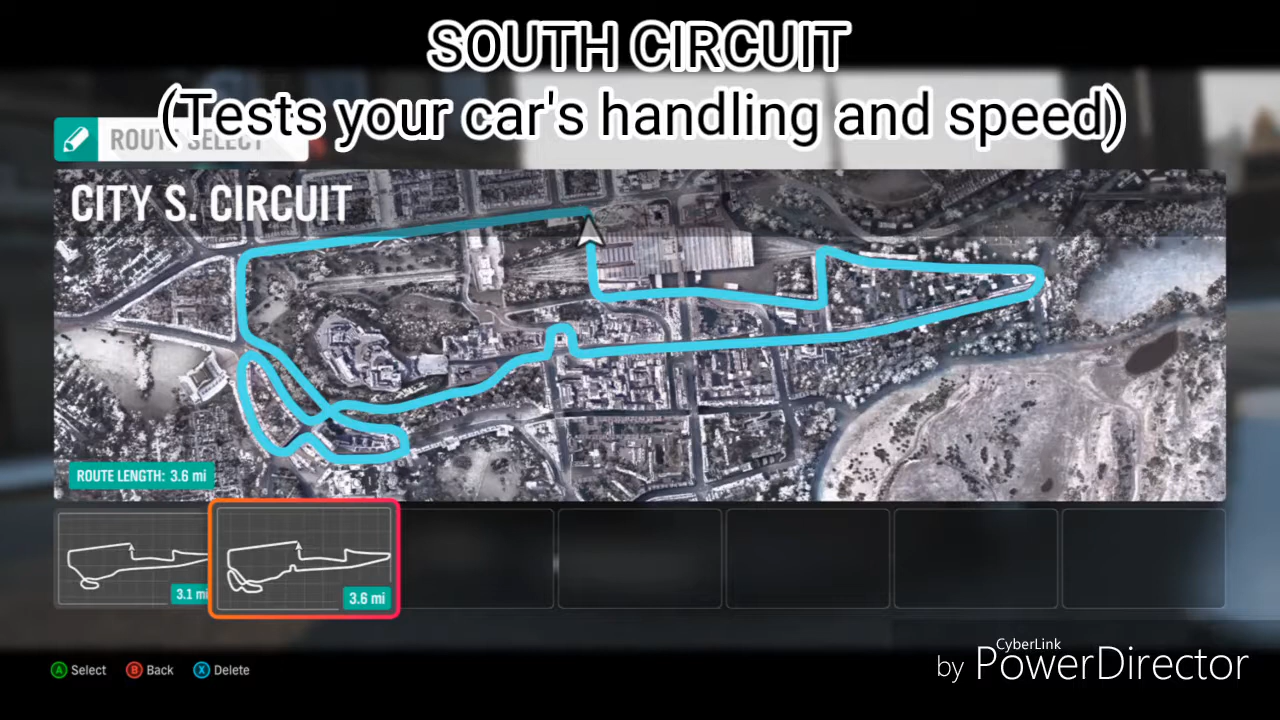 SOUTH CIRCUIT
(Tests your car's handling and speed)
ROUTE SELECT
CITY S. CIRCUIT
ROUTE LENGTH: 3.6 mi
3.1 mi
3.6 mi
A Select B Back X Delete
CyberLink
by PowerDirector